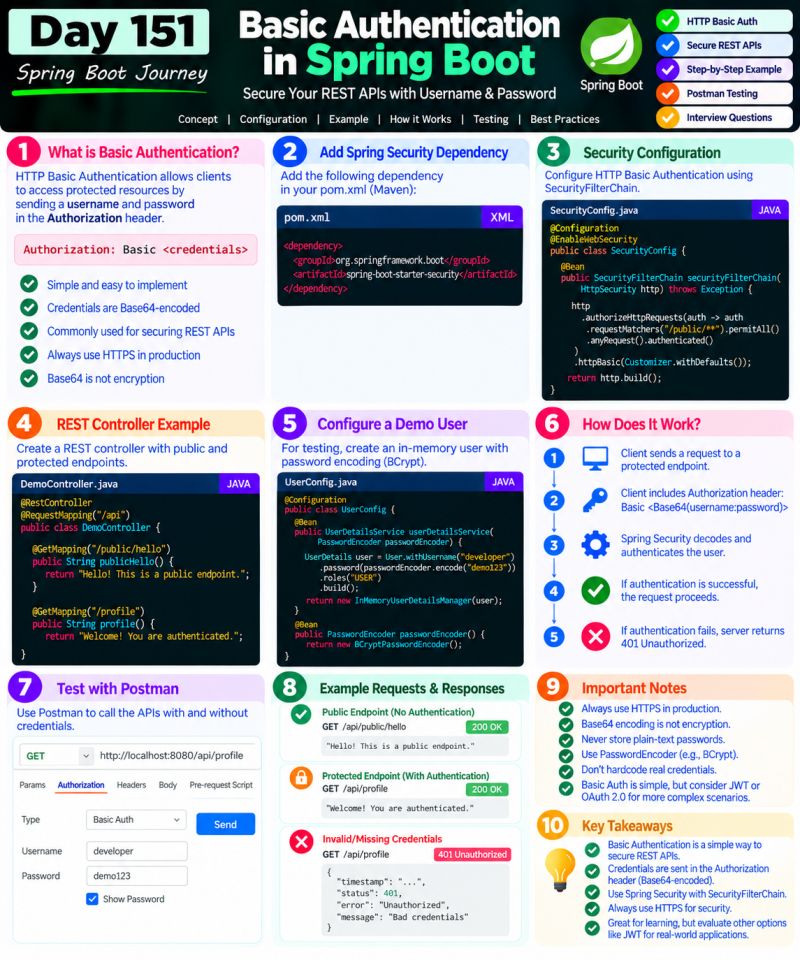 Day 151
Spring Boot Journey
Basic Authentication
in Spring Boot
Secure Your REST APIs with Username & Password
Concept | Configuration | Example | How it Works | Testing | Best Practices
Spring Boot
HTTP Basic Auth
Secure REST APIs
Step-by-Step Example
Postman Testing
Interview Questions
1 What is Basic Authentication?
HTTP Basic Authentication allows clients
to access protected resources by
sending a username and password
in the Authorization header.
Authorization: Basic <credentials>
Simple and easy to implement
Credentials are Base64-encoded
Commonly used for securing REST APIs
Always use HTTPS in production
Base64 is not encryption
2 Add Spring Security Dependency
Add the following dependency
in your pom.xml (Maven):
pom.xml XML
<dependency>
<groupId>org.springframework.boot</groupId>
<artifactId>spring-boot-starter-security</artifactId>
</dependency>
3 Security Configuration
Configure HTTP Basic Authentication using
SecurityFilterChain.
SecurityConfig.java JAVA
@Configuration
@EnableWebSecurity
public class SecurityConfig {
@Bean
public SecurityFilterChain securityFilterChain(
HttpSecurity http) throws Exception {
http
.authorizeHttpRequests(auth -> auth
.requestMatchers("/public/**").permitAll()
.anyRequest().authenticated()
)
.httpBasic(Customizer.withDefaults());
return http.build();
}
}
4 REST Controller Example
Create a REST controller with public and
protected endpoints.
DemoController.java JAVA
@RestController
@RequestMapping("/api")
public class DemoController {
@GetMapping("/public/hello")
public String publicHello() {
return "Hello! This is a public endpoint.";
}
@GetMapping("/profile")
public String profile() {
return "Welcome! You are authenticated.";
}
}
5 Configure a Demo User
For testing, create an in-memory user with
password encoding (BCrypt).
UserConfig.java JAVA
@Configuration
public class UserConfig {
@Bean
public UserDetailsService userDetailsService(
PasswordEncoder passwordEncoder) {
UserDetails user = User.withUsername("developer")
.password(passwordEncoder.encode("demo123"))
.roles("USER")
.build();
return new InMemoryUserDetailsManager(user);
}
@Bean
public PasswordEncoder passwordEncoder() {
return new BCryptPasswordEncoder();
}
}
6 How Does It Work?
1 Client sends a request to a
protected endpoint.
2 Client includes Authorization header:
Basic <Base64(username:password)>
3 Spring Security decodes and
authenticates the user.
4 If authentication is successful,
the request proceeds.
5 If authentication fails, server returns
401 Unauthorized.
7 Test with Postman
Use Postman to call the APIs with and without
credentials.
GET http://localhost:8080/api/profile
Params Authorization Headers Body Pre-request Script
Type Basic Auth Send
Username developer
Password demo123
Show Password
8 Example Requests & Responses
Public Endpoint (No Authentication)
GET /api/public/hello 200 OK
"Hello! This is a public endpoint."
Protected Endpoint (With Authentication)
GET /api/profile 200 OK
"Welcome! You are authenticated."
Invalid/Missing Credentials
GET /api/profile 401 Unauthorized
{
"timestamp": "...",
"status": 401,
"error": "Unauthorized",
"message": "Bad credentials"
}
9 Important Notes
Always use HTTPS in production.
Base64 encoding is not encryption.
Never store plain-text passwords.
Use PasswordEncoder (e.g., BCrypt).
Don't hardcode real credentials.
Basic Auth is simple, but consider JWT or
OAuth 2.0 for more complex scenarios.
10 Key Takeaways
Basic Authentication is a simple way to
secure REST APIs.
Credentials are sent in the Authorization
header (Base64-encoded).
Use Spring Security with SecurityFilterChain.
Always use HTTPS for security.
Great for learning, but evaluate other options
like JWT for real-world applications.